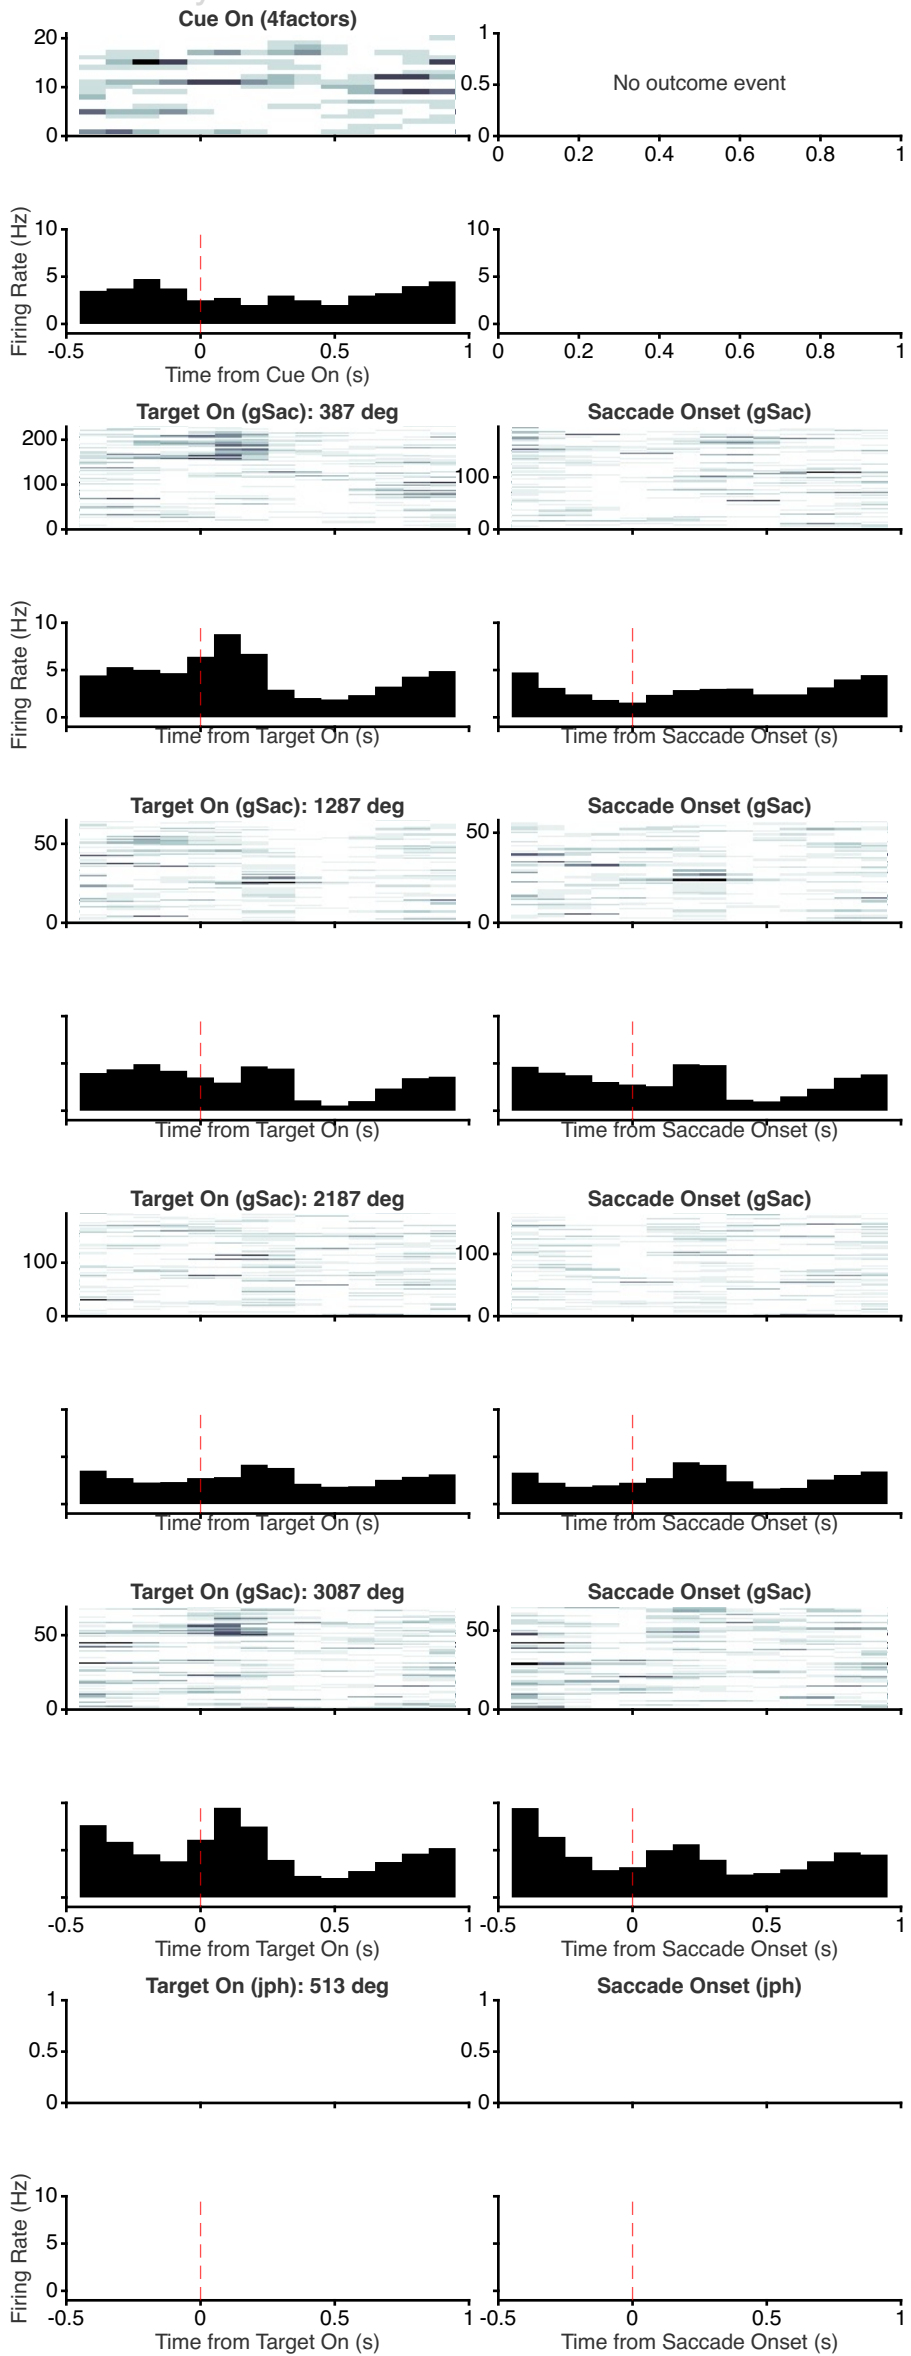 Cue On (4factors)
20
10
0
1
0.5
0
No outcome event
0 0.2 0.4 0.6 0.8 1
Firing Rate (Hz)
10
5
0
-0.5 0 0.5 1
Time from Cue On (s)
10
5
0
0 0.2 0.4 0.6 0.8 1
Target On (gSac): 387 deg
200
100
0
Saccade Onset (gSac)
100
0
Firing Rate (Hz)
10
5
0
Time from Target On (s)
Time from Saccade Onset (s)
Target On (gSac): 1287 deg
50
0
Saccade Onset (gSac)
50
0
Time from Target On (s)
Time from Saccade Onset (s)
Target On (gSac): 2187 deg
100
0
Saccade Onset (gSac)
100
0
Time from Target On (s)
Time from Saccade Onset (s)
Target On (gSac): 3087 deg
50
0
Saccade Onset (gSac)
50
0
-0.5 0 0.5 1
Time from Target On (s)
-0.5 0 0.5 1
Time from Saccade Onset (s)
Target On (jph): 513 deg
1
0.5
0
Saccade Onset (jph)
1
0.5
0
Firing Rate (Hz)
10
5
0
-0.5 0 0.5 1
Time from Target On (s)
-0.5 0 0.5 1
Time from Saccade Onset (s)